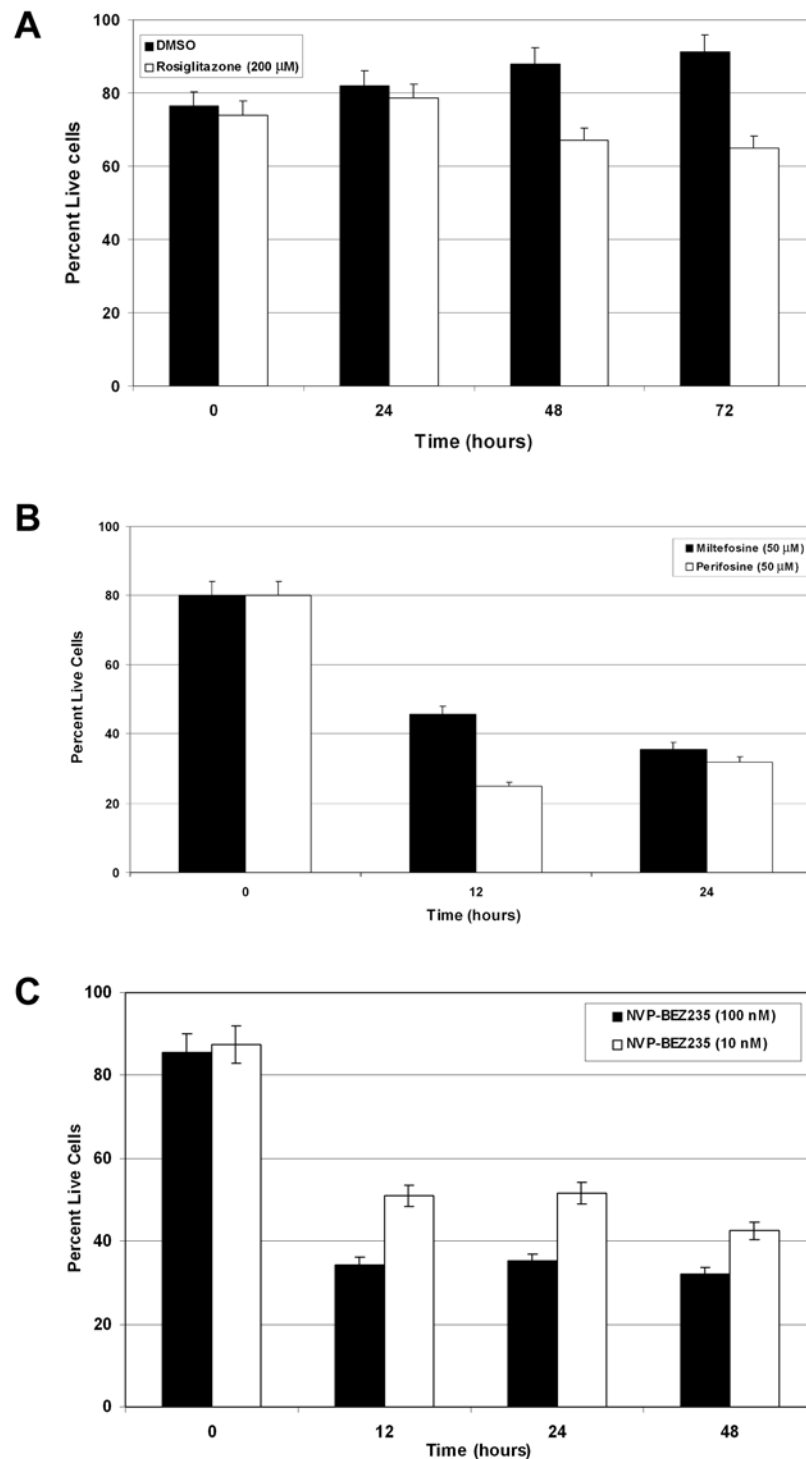 A
100
80
60
40
20
0
DMSO
Rosiglitazone (200 µM)
Percent Live cells
0 24 48 72
Time (hours)
B
100
80
60
40
20
0
Miltefosine (50 µM)
Perifosine (50 µM)
Percent Live Cells
0 12 24
Time (hours)
C
100
80
60
40
20
0
NVP-BEZ235 (100 nM)
NVP-BEZ235 (10 nM)
Percent Live Cells
0 12 24 48
Time (hours)